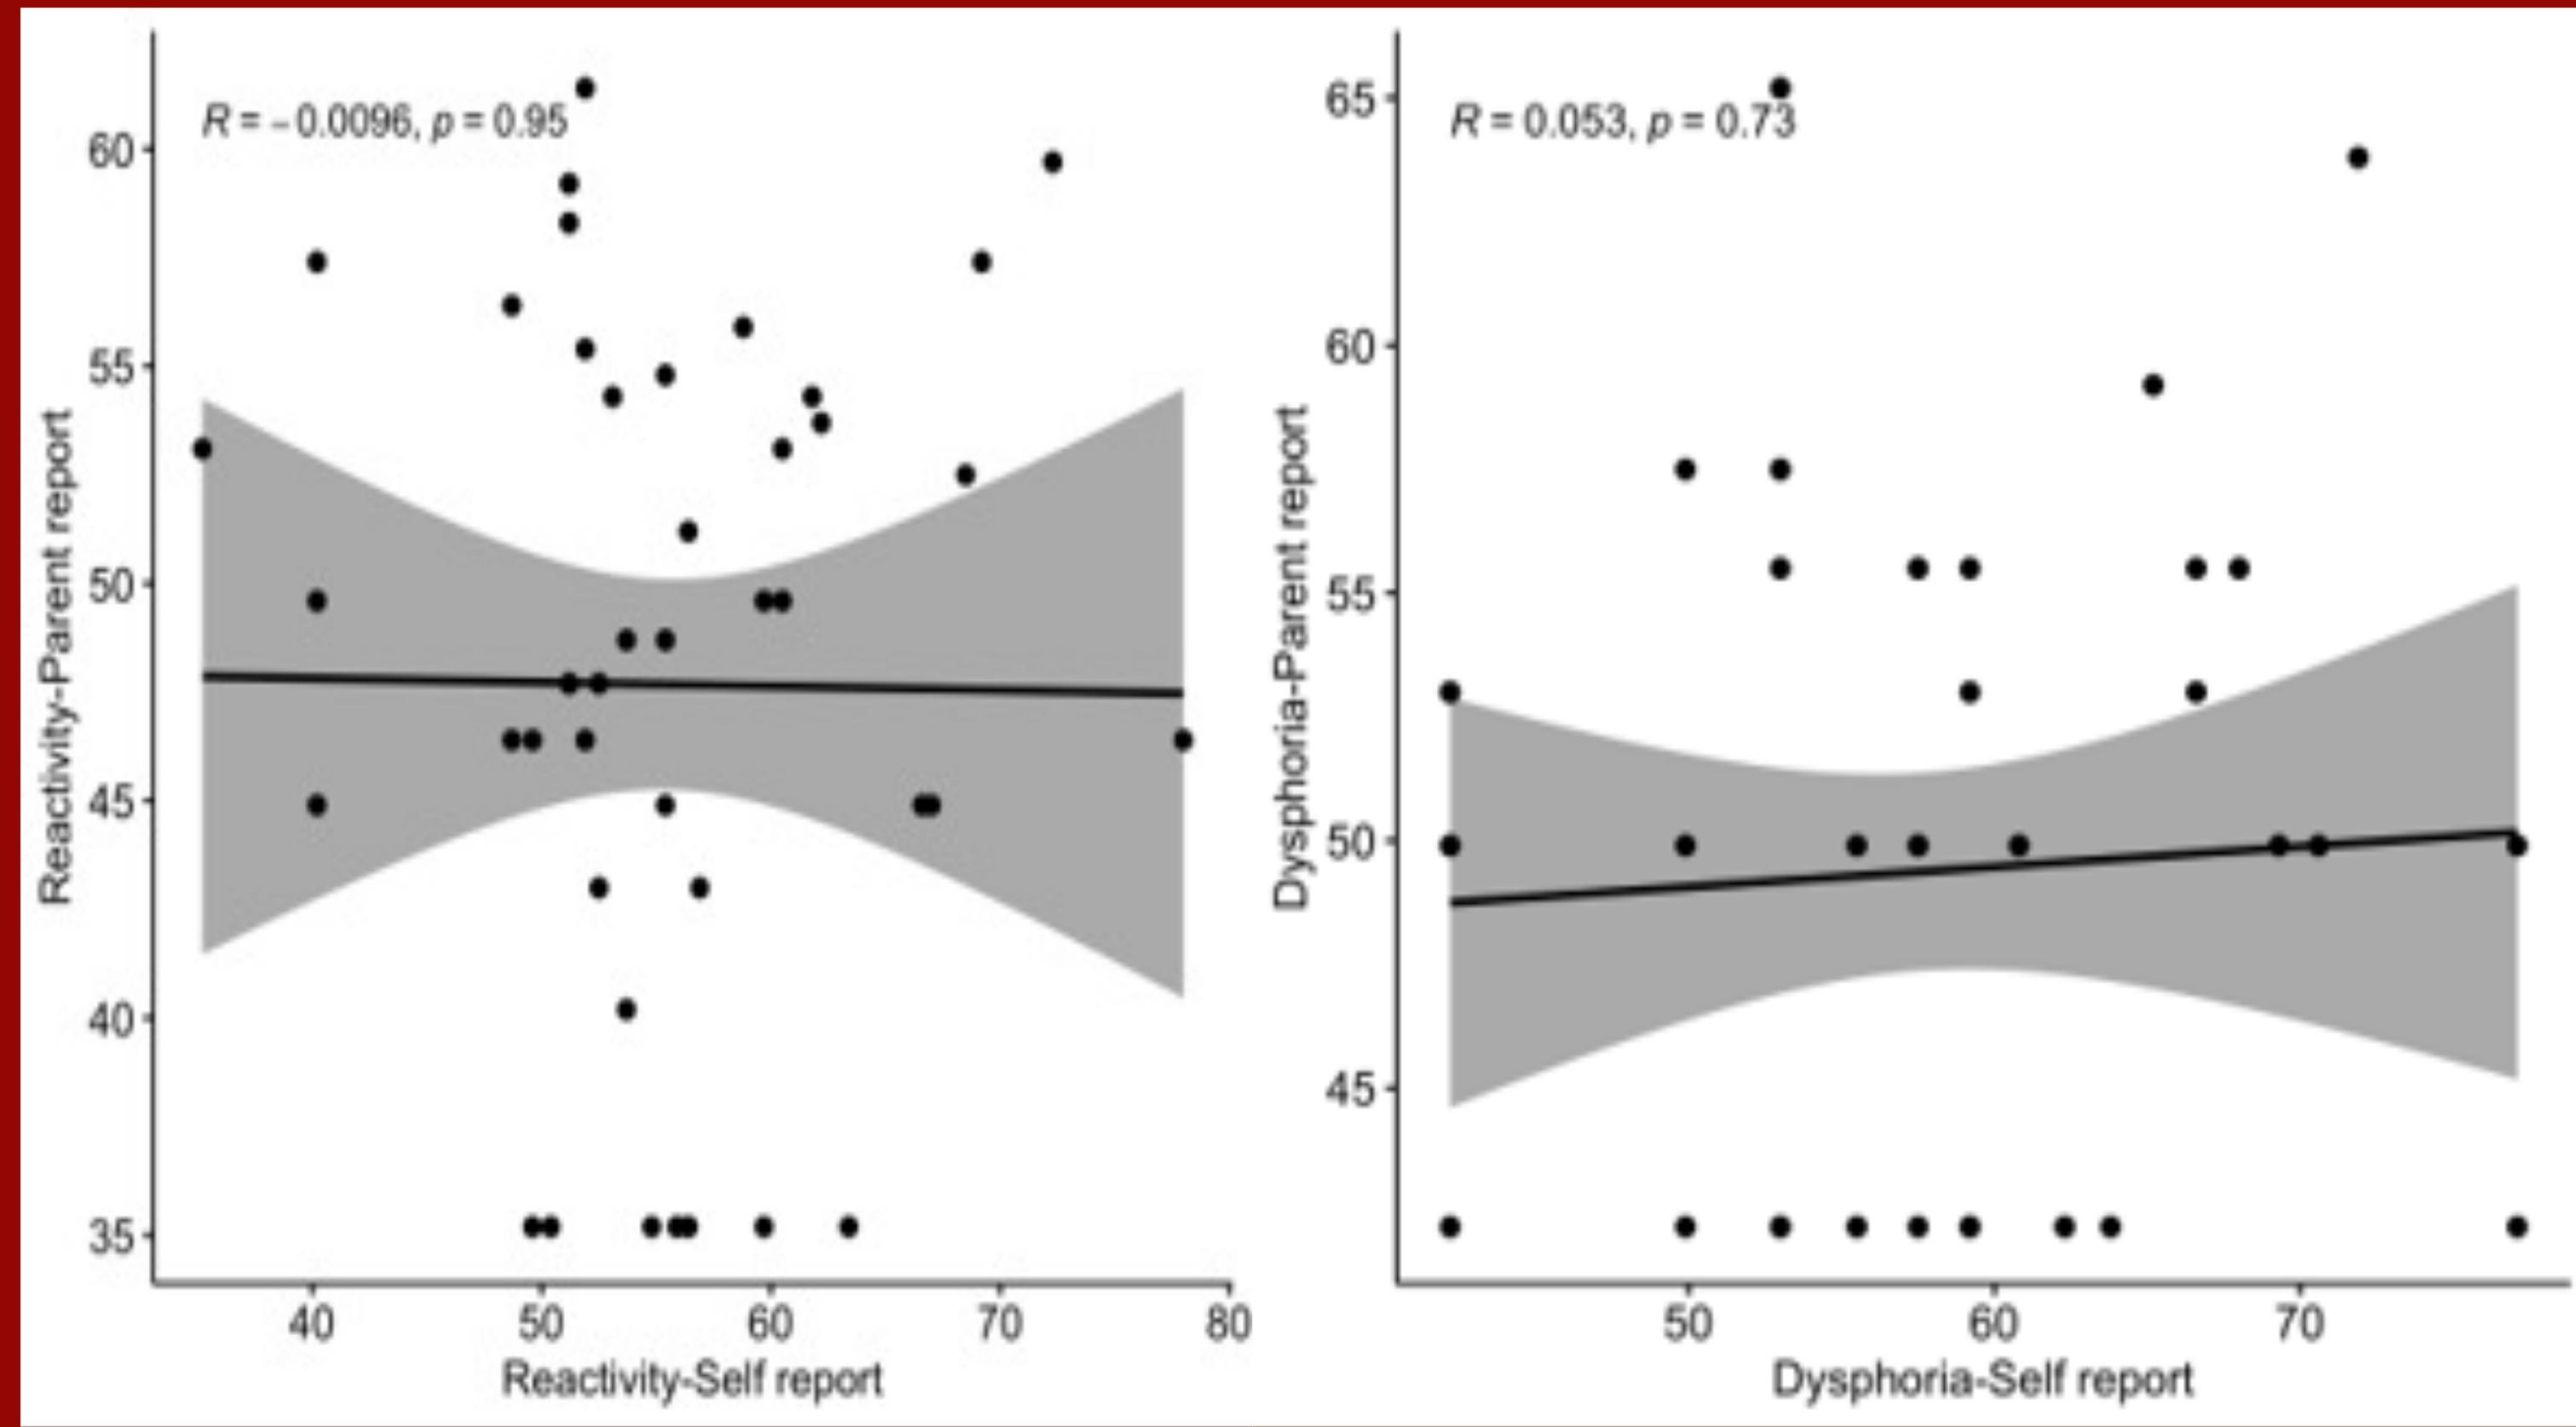 R = −0.0096, p = 0.95
60
55
50
45
40
35
Reactivity-Parent report
40 50 60 70 80
Reactivity-Self report
R = 0.053, p = 0.73
65
60
55
50
45
Dysphoria-Parent report
50 60 70
Dysphoria-Self report